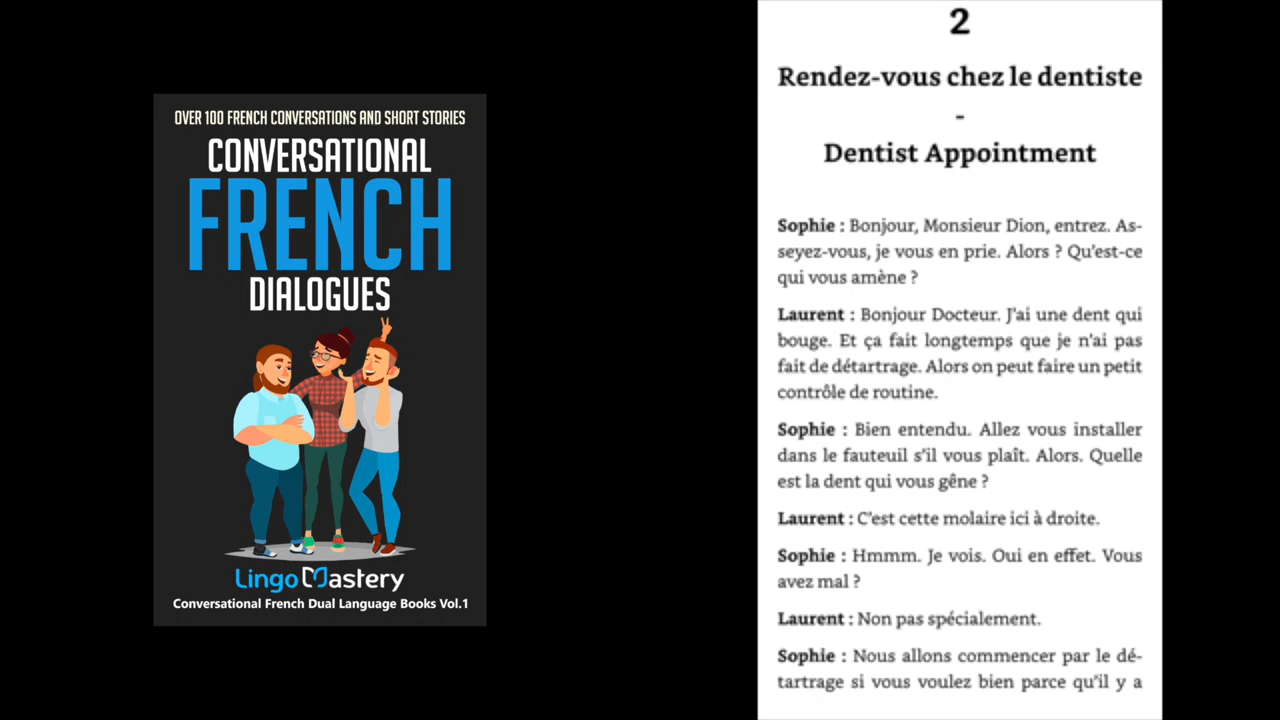 OVER 100 FRENCH CONVERSATIONS AND SHORT STORIES
CONVERSATIONAL
FRENCH
DIALOGUES
Lingo Mastery
Conversational French Dual Language Books Vol.1
2
Rendez-vous chez le dentiste
-
Dentist Appointment
Sophie : Bonjour, Monsieur Dion, entrez. As-
seyez-vous, je vous en prie. Alors ? Qu'est-ce
qui vous amène ?
Laurent : Bonjour Docteur. J'ai une dent qui
bouge. Et ça fait longtemps que je n'ai pas
fait de détartrage. Alors on peut faire un petit
contrôle de routine.
Sophie : Bien entendu. Allez vous installer
dans le fauteuil s'il vous plaît. Alors. Quelle
est la dent qui vous gêne ?
Laurent : C'est cette molaire ici à droite.
Sophie : Hmmm. Je vois. Oui en effet. Vous
avez mal ?
Laurent : Non pas spécialement.
Sophie : Nous allons commencer par le dé-
tartrage si vous voulez bien parce qu'il y a